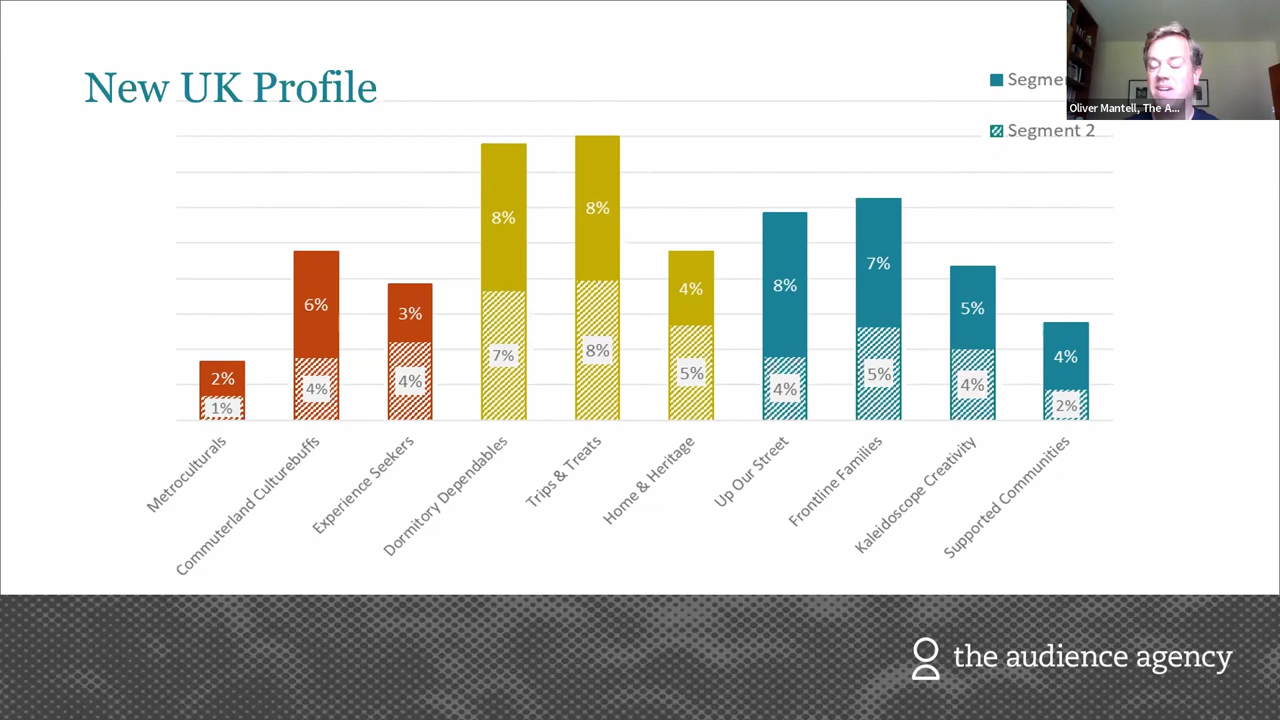 New UK Profile
Segment 2
Oliver Mantell, The A...
8%
8%
6%
3%
2%
4%
8%
7%
5%
4%
1%
4%
4%
7%
8%
5%
4%
5%
4%
2%
Metroculturals
Commuterland Culturebuffs
Experience Seekers
Dormitory Dependables
Trips & Treats
Home & Heritage
Up Our Street
Frontline Families
Kaleidoscope Creativity
Supported Communities
the audience agency